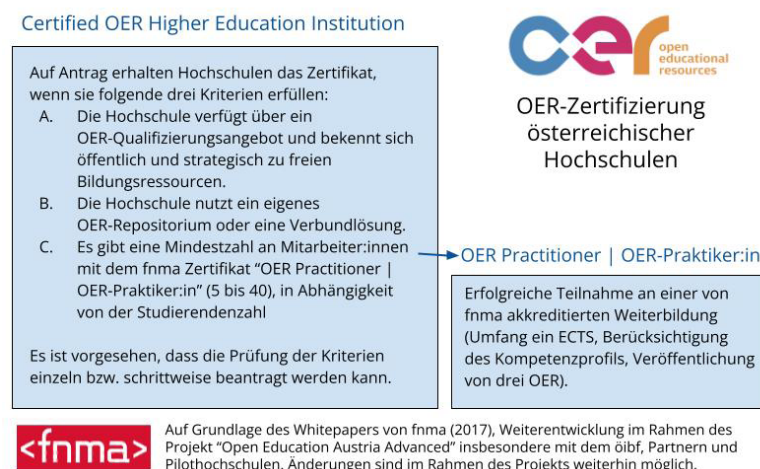 Certified OER Higher Education Institution
Auf Antrag erhalten Hochschulen das Zertifikat,
wenn sie folgende drei Kriterien erfüllen:
A. Die Hochschule verfügt über ein
OER-Qualifizierungsangebot und bekennt sich
öffentlich und strategisch zu freien
Bildungsressourcen.
B. Die Hochschule nutzt ein eigenes
OER-Repositorium oder eine Verbundlösung.
C. Es gibt eine Mindestzahl an Mitarbeiter:innen
mit dem fnma Zertifikat “OER Practitioner |
OER-Praktiker:in” (5 bis 40), in Abhängigkeit
von der Studierendenzahl
Es ist vorgesehen, dass die Prüfung der Kriterien
einzeln bzw. schrittweise beantragt werden kann.
oer
open
educational
resources
OER-Zertifizierung
österreichischer
Hochschulen
OER Practitioner | OER-Praktiker:in
Erfolgreiche Teilnahme an einer von
fnma akkreditierten Weiterbildung
(Umfang ein ECTS, Berücksichtigung
des Kompetenzprofils, Veröffentlichung
von drei OER).
<fnma>
Auf Grundlage des Whitepapers von fnma (2017), Weiterentwicklung im Rahmen des
Projekt “Open Education Austria Advanced” insbesondere mit dem öibf, Partnern und
Pilothochschulen. Änderungen sind im Rahmen des Projekts weiterhin möglich.